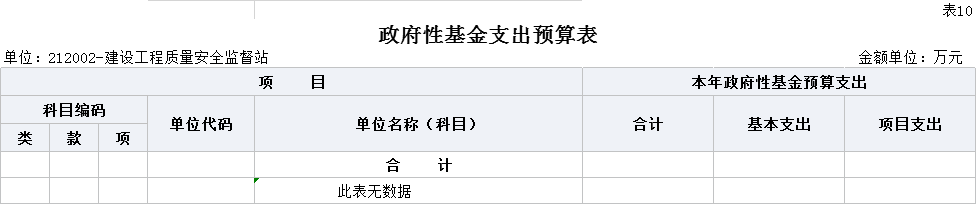 表10
政府性基金支出预算表
单位：212002-建设工程质量安全监督站 金额单位：万元
项 目 本年政府性基金预算支出
科目编码 单位代码 单位名称（科目） 合计 基本支出 项目支出
类 款 项
合 计
此表无数据